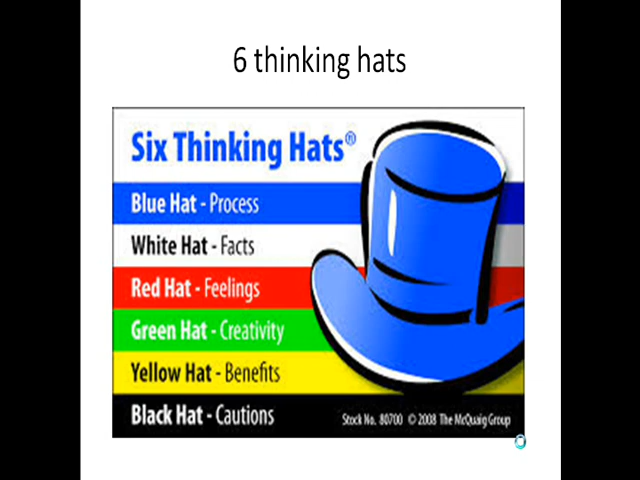 6 thinking hats
Six Thinking Hats®
Blue Hat - Process
White Hat - Facts
Red Hat - Feelings
Green Hat - Creativity
Yellow Hat - Benefits
Black Hat - Cautions
Stock No. 80700 © 2008 The McQuaig Group